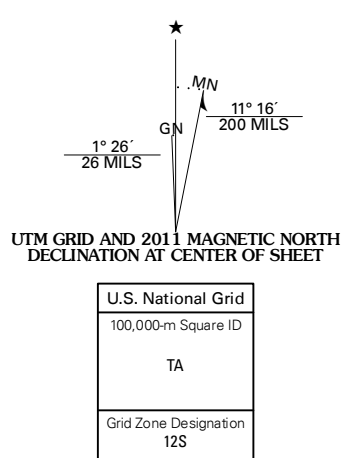 MN
11° 16´
200 MILS
GN
1° 26´
26 MILS
UTM GRID AND 2011 MAGNETIC NORTH
DECLINATION AT CENTER OF SHEET
U.S. National Grid
100,000-m Square ID
TA
Grid Zone Designation
12S